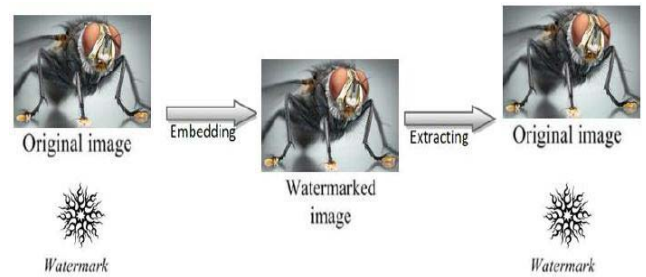 Original image
Watermark
Embedding
Watermarked
image
Extracting
Original image
Watermark